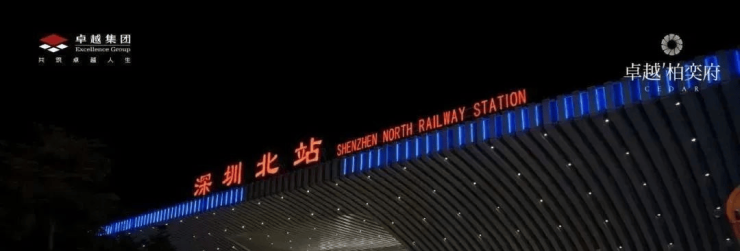 卓越集团
Excellence Group
共筑卓越人生
卓越柏奕府
CEDAR
深圳北站
SHENZHEN NORTH RAILWAY STATION